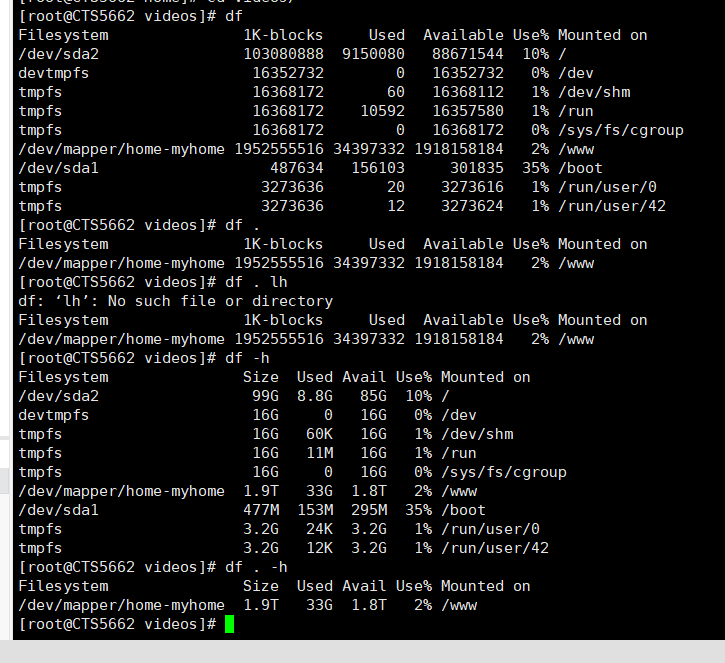 [root@CTS5662 videos]# df
Filesystem 1K-blocks Used Available Use% Mounted on
/dev/sda2 103080888 9150080 88671544 10% /
devtmpfs 16352732 0 16352732 0% /dev
tmpfs 16368172 60 16368112 1% /dev/shm
tmpfs 16368172 10592 16357580 1% /run
tmpfs 16368172 0 16368172 0% /sys/fs/cgroup
/dev/mapper/home-myhome 1952555516 34397332 1918158184 2% /www
/dev/sda1 487634 156103 301835 35% /boot
tmpfs 3273636 20 3273616 1% /run/user/0
tmpfs 3273636 12 3273624 1% /run/user/42
[root@CTS5662 videos]# df .
Filesystem 1K-blocks Used Available Use% Mounted on
/dev/mapper/home-myhome 1952555516 34397332 1918158184 2% /www
[root@CTS5662 videos]# df . lh
df: ‘lh’: No such file or directory
Filesystem 1K-blocks Used Available Use% Mounted on
/dev/mapper/home-myhome 1952555516 34397332 1918158184 2% /www
[root@CTS5662 videos]# df -h
Filesystem Size Used Avail Use% Mounted on
/dev/sda2 99G 8.8G 85G 10% /
devtmpfs 16G 0 16G 0% /dev
tmpfs 16G 60K 16G 1% /dev/shm
tmpfs 16G 11M 16G 1% /run
tmpfs 16G 0 16G 0% /sys/fs/cgroup
/dev/mapper/home-myhome 1.9T 33G 1.8T 2% /www
/dev/sda1 477M 153M 295M 35% /boot
tmpfs 3.2G 24K 3.2G 1% /run/user/0
tmpfs 3.2G 12K 3.2G 1% /run/user/42
[root@CTS5662 videos]# df . -h
Filesystem Size Used Avail Use% Mounted on
/dev/mapper/home-myhome 1.9T 33G 1.8T 2% /www
[root@CTS5662 videos]#